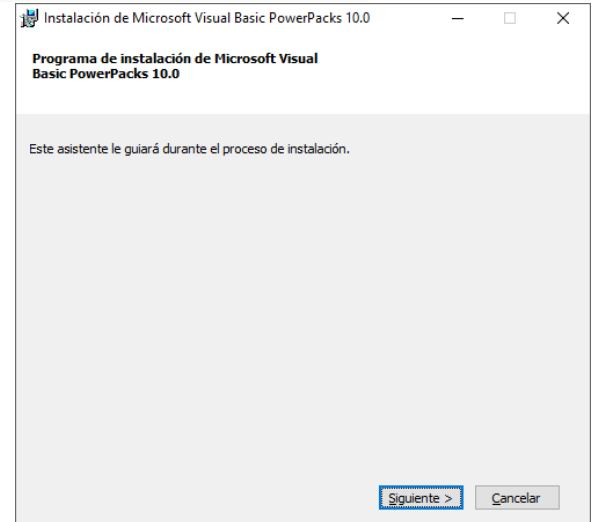 Instalación de Microsoft Visual Basic PowerPacks 10.0
Programa de instalación de Microsoft Visual
Basic PowerPacks 10.0
Este asistente le guiará durante el proceso de instalación.
Siguiente >
Cancelar